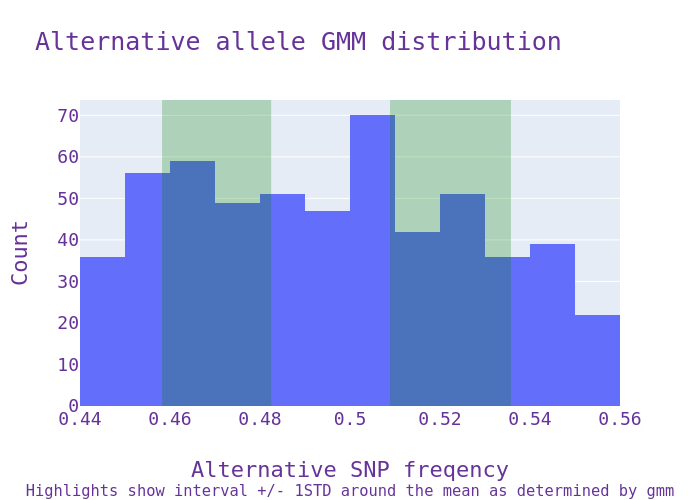 Alternative allele GMM distribution
Count
70
60
50
40
30
20
10
0
0.44 0.46 0.48 0.5 0.52 0.54 0.56
Alternative SNP freqency
Highlights show interval +/- 1STD around the mean as determined by gmm